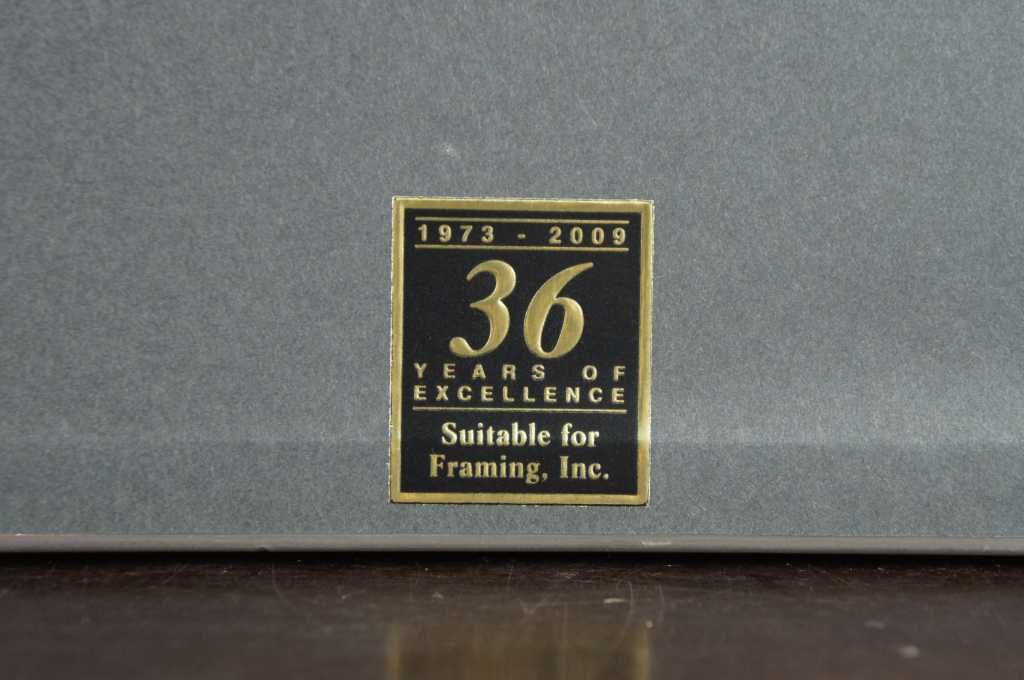 1973 - 2009
36
YEARS OF
EXCELLENCE
Suitable for
Framing, Inc.